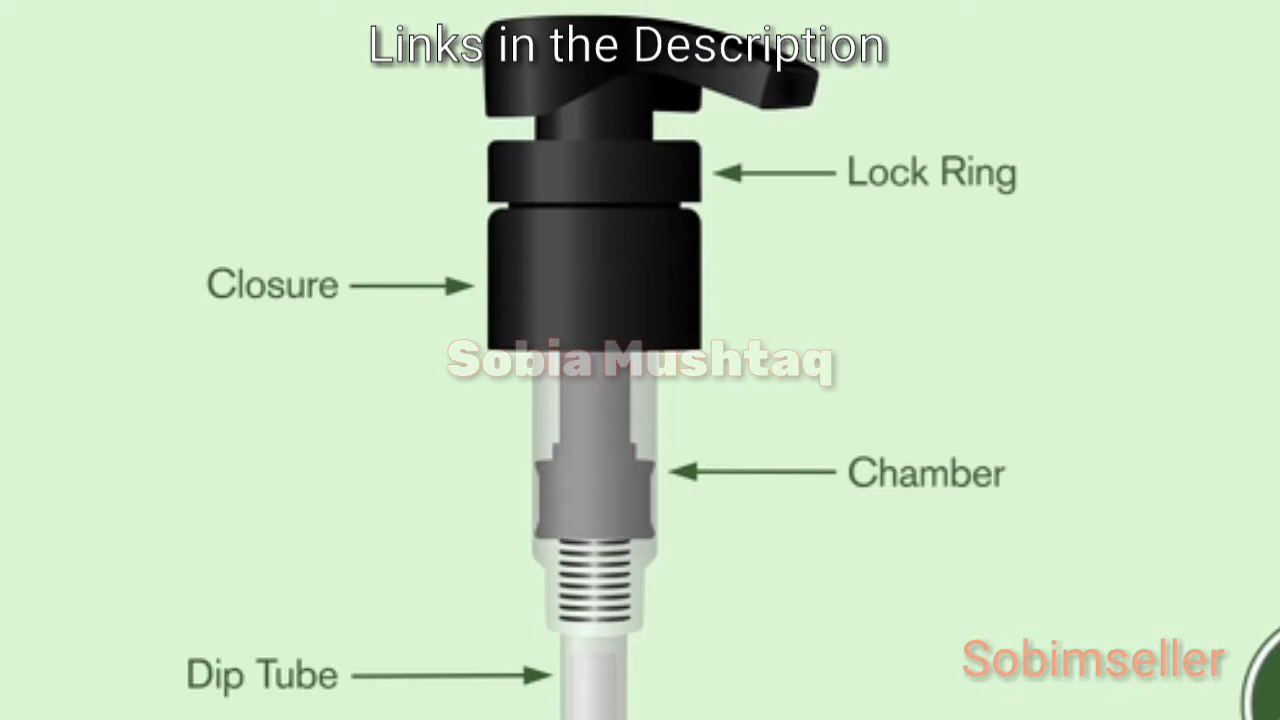 Links in the Description
Lock Ring
Closure
Sobia Mushtaq
Chamber
Sobimseller
Dip Tube